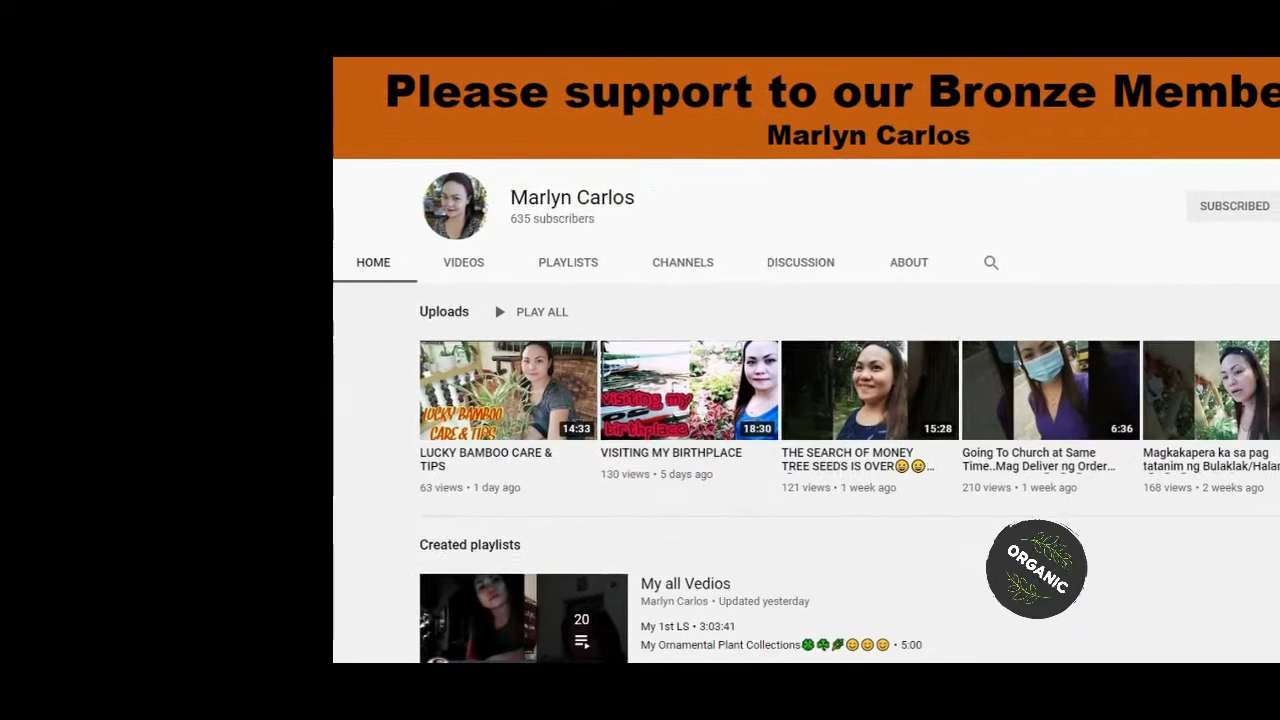 Please support to our Bronze Membe
Marlyn Carlos
Marlyn Carlos
635 subscribers
SUBSCRIBED
HOME VIDEOS PLAYLISTS CHANNELS DISCUSSION ABOUT
Uploads PLAY ALL
LUCKY BAMBOO
CARE & TIPS
14:33
visiting my
birthplace
18:30
15:28
6:36
LUCKY BAMBOO CARE &
TIPS
63 views • 1 day ago
VISITING MY BIRTHPLACE
130 views • 5 days ago
THE SEARCH OF MONEY
TREE SEEDS IS OVER😀😀...
121 views • 1 week ago
Going To Church at Same
Time..Mag Deliver ng Order...
210 views • 1 week ago
Magkakapera ka sa pag
tatanim ng Bulaklak/Halan
168 views • 2 weeks ago
ORGANIC
Created playlists
20
My all Vedios
Marlyn Carlos • Updated yesterday
My 1st LS • 3:03:41
My Ornamental Plant Collections🍀☘🌿😊😊😊 • 5:00